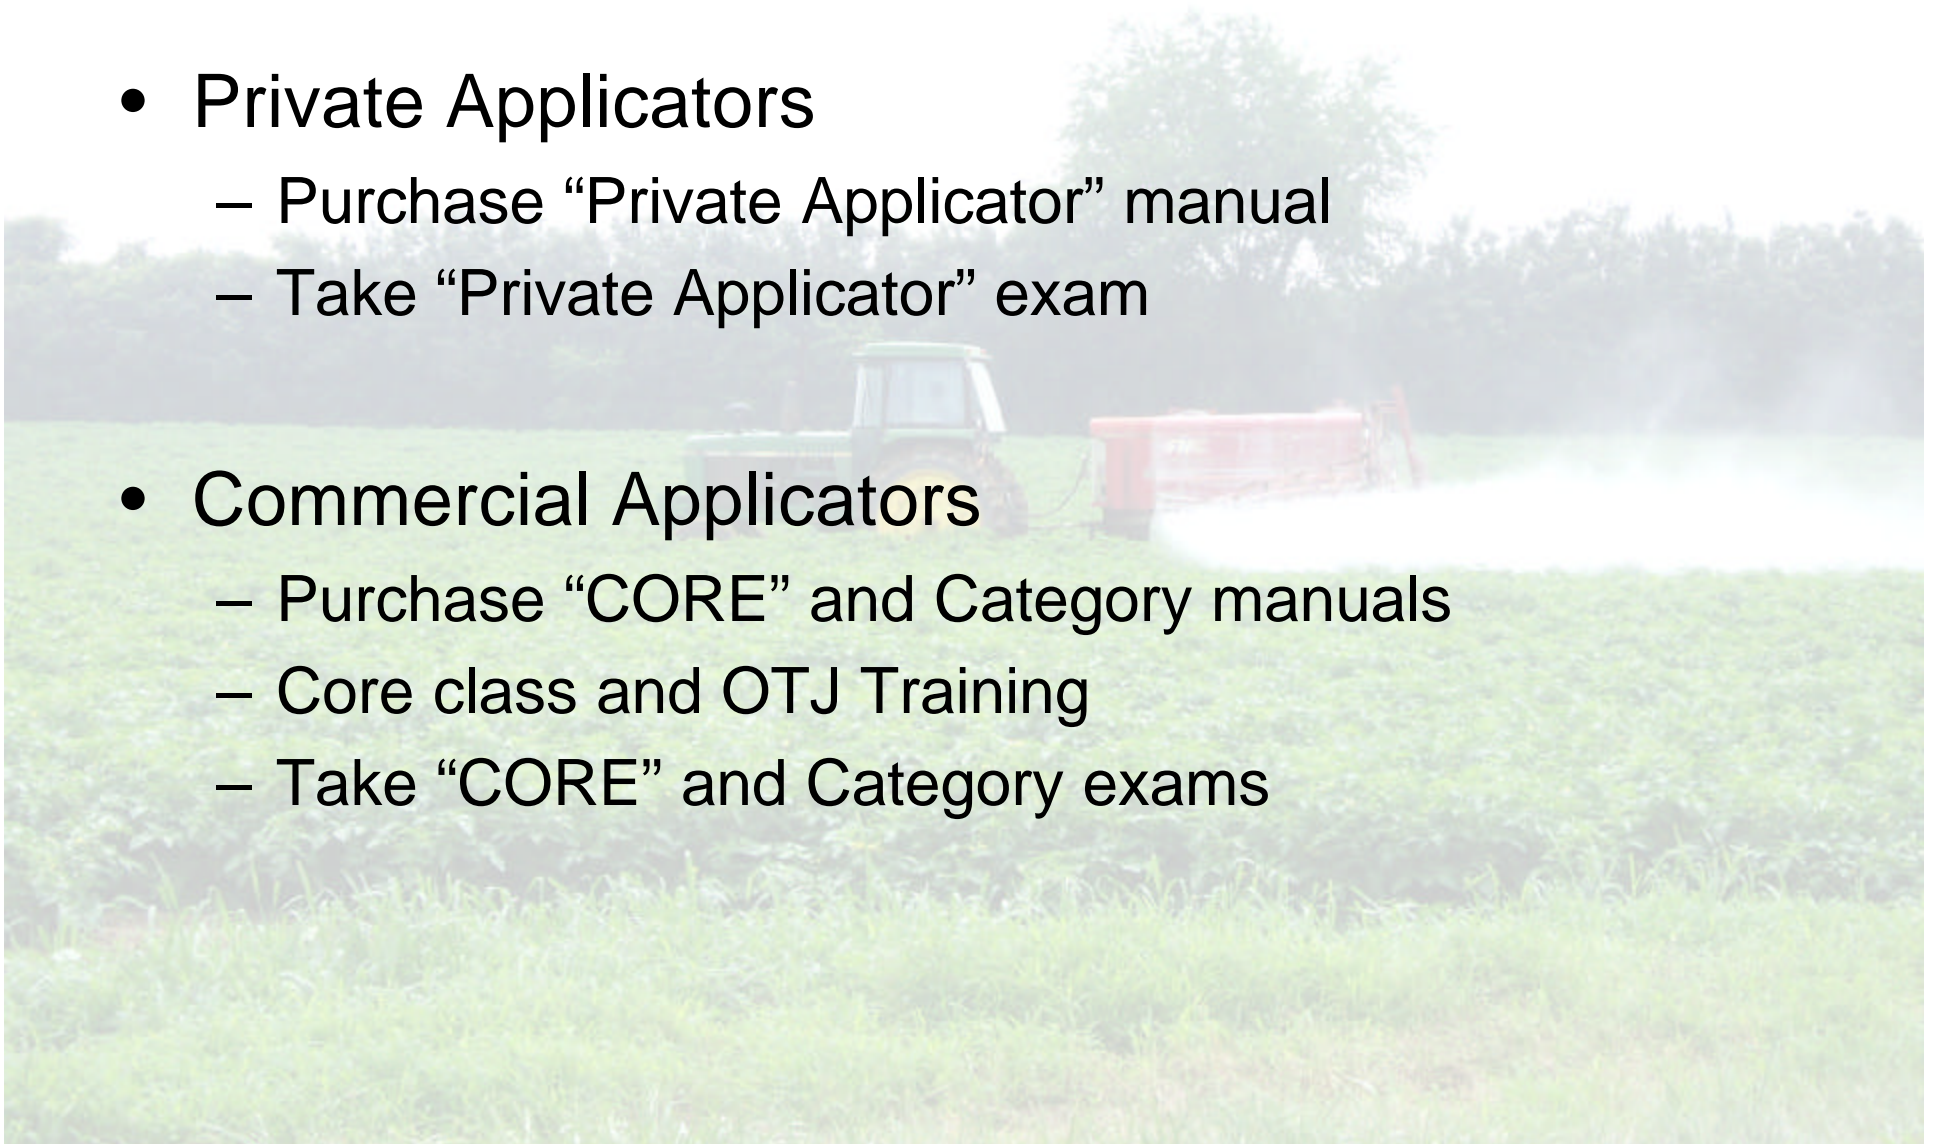 • Private Applicators
– Purchase “Private Applicator” manual
– Take “Private Applicator” exam
• Commercial Applicators
– Purchase “CORE” and Category manuals
– Core class and OTJ Training
– Take “CORE” and Category exams